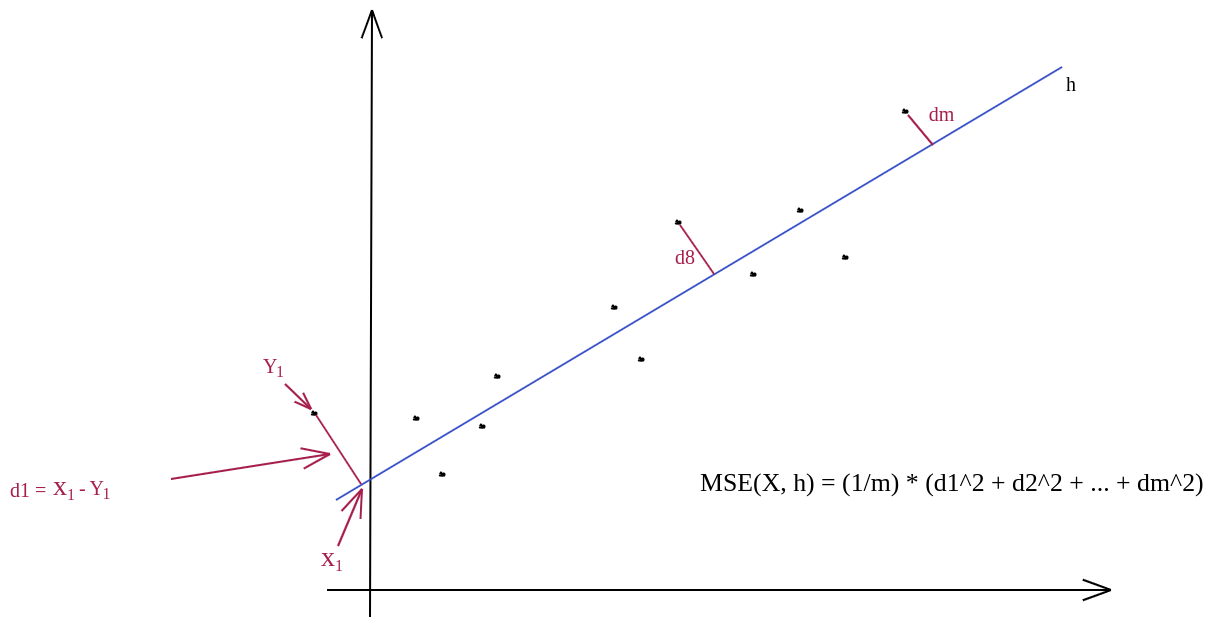 h
dm
d8
Y1
d1 = x1 - Y1
MSE(X, h) = (1/m) * (d1^2 + d2^2 + ... + dm^2)
x1